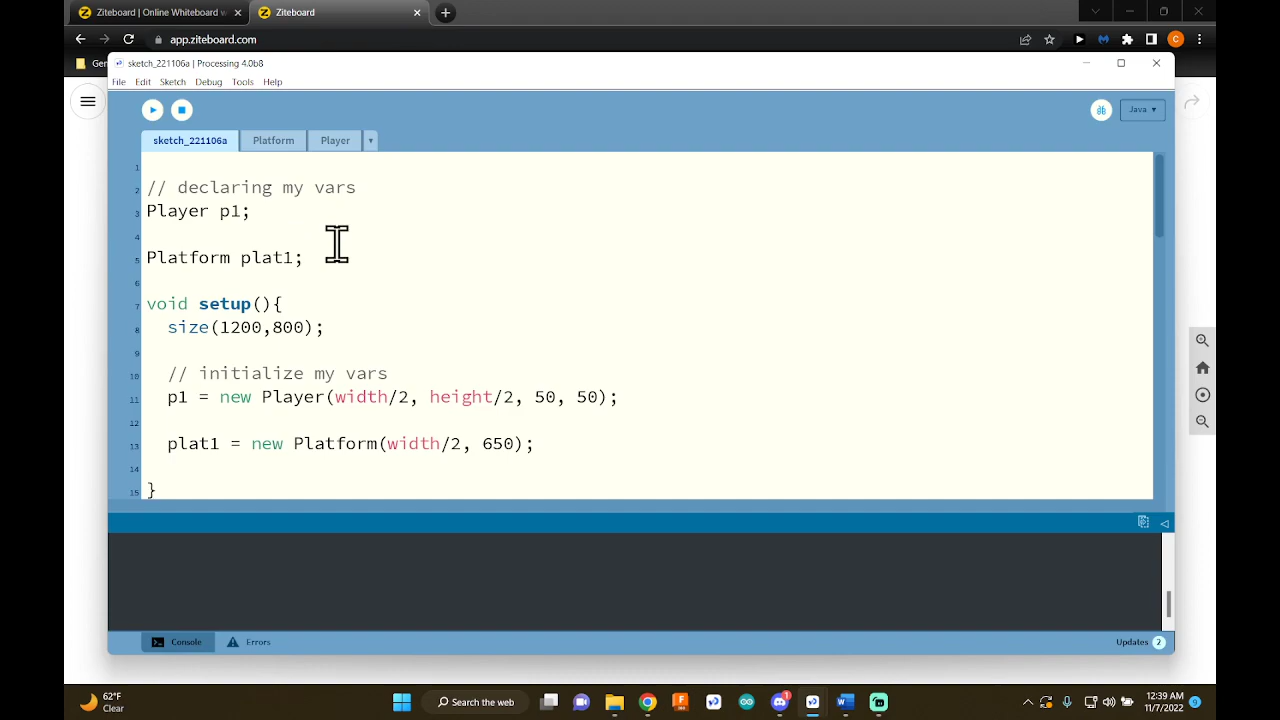 Ziteboard | Online Whiteboard w
Ziteboard
app.ziteboard.com
Gen
sketch_221106a | Processing 4.0b8
File Edit Sketch Debug Tools Help
Java
sketch_221106a Platform Player
1
2 // declaring my vars
3 Player p1;
4
5 Platform plat1;
6
7 void setup(){
8 size(1200,800);
9
10 // initialize my vars
11 p1 = new Player(width/2, height/2, 50, 50);
12
13 plat1 = new Platform(width/2, 650);
14
15 }
Console Errors Updates 2
62°F
Clear
Search the web
1
12:39 AM
11/7/2022
9